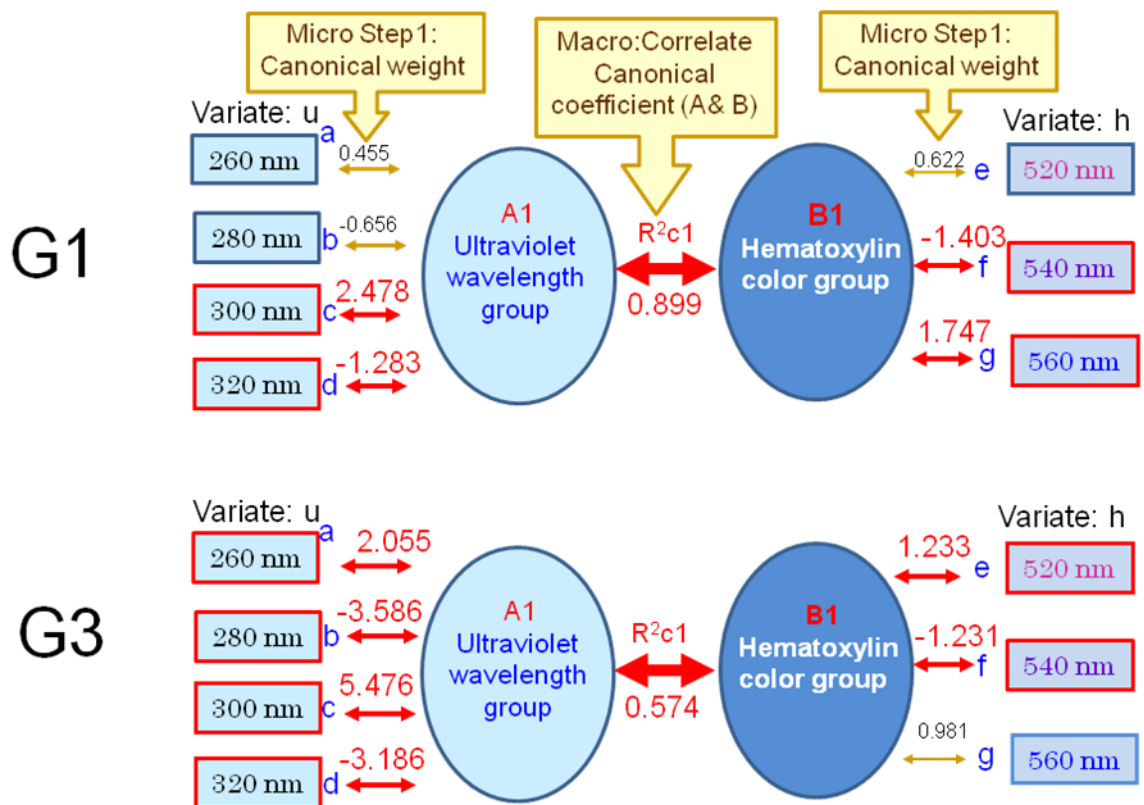 Micro Step1:
Canonical weight
Macro:Correlate
Canonical
coefficient (A& B)
Micro Step1:
Canonical weight
G1
Variate: u
a
260 nm
0.455
280 nm
b
-0.656
300 nm
c
2.478
320 nm
d
-1.283
A1
Ultraviolet
wavelength
group
R²c1
0.899
B1
Hematoxylin
color group
Variate: h
0.622
e
520 nm
-1.403
f
540 nm
1.747
g
560 nm
G3
Variate: u
a
260 nm
2.055
280 nm
b
-3.586
300 nm
c
5.476
320 nm
d
-3.186
A1
Ultraviolet
wavelength
group
R²c1
0.574
B1
Hematoxylin
color group
Variate: h
1.233
e
520 nm
-1.231
f
540 nm
0.981
g
560 nm